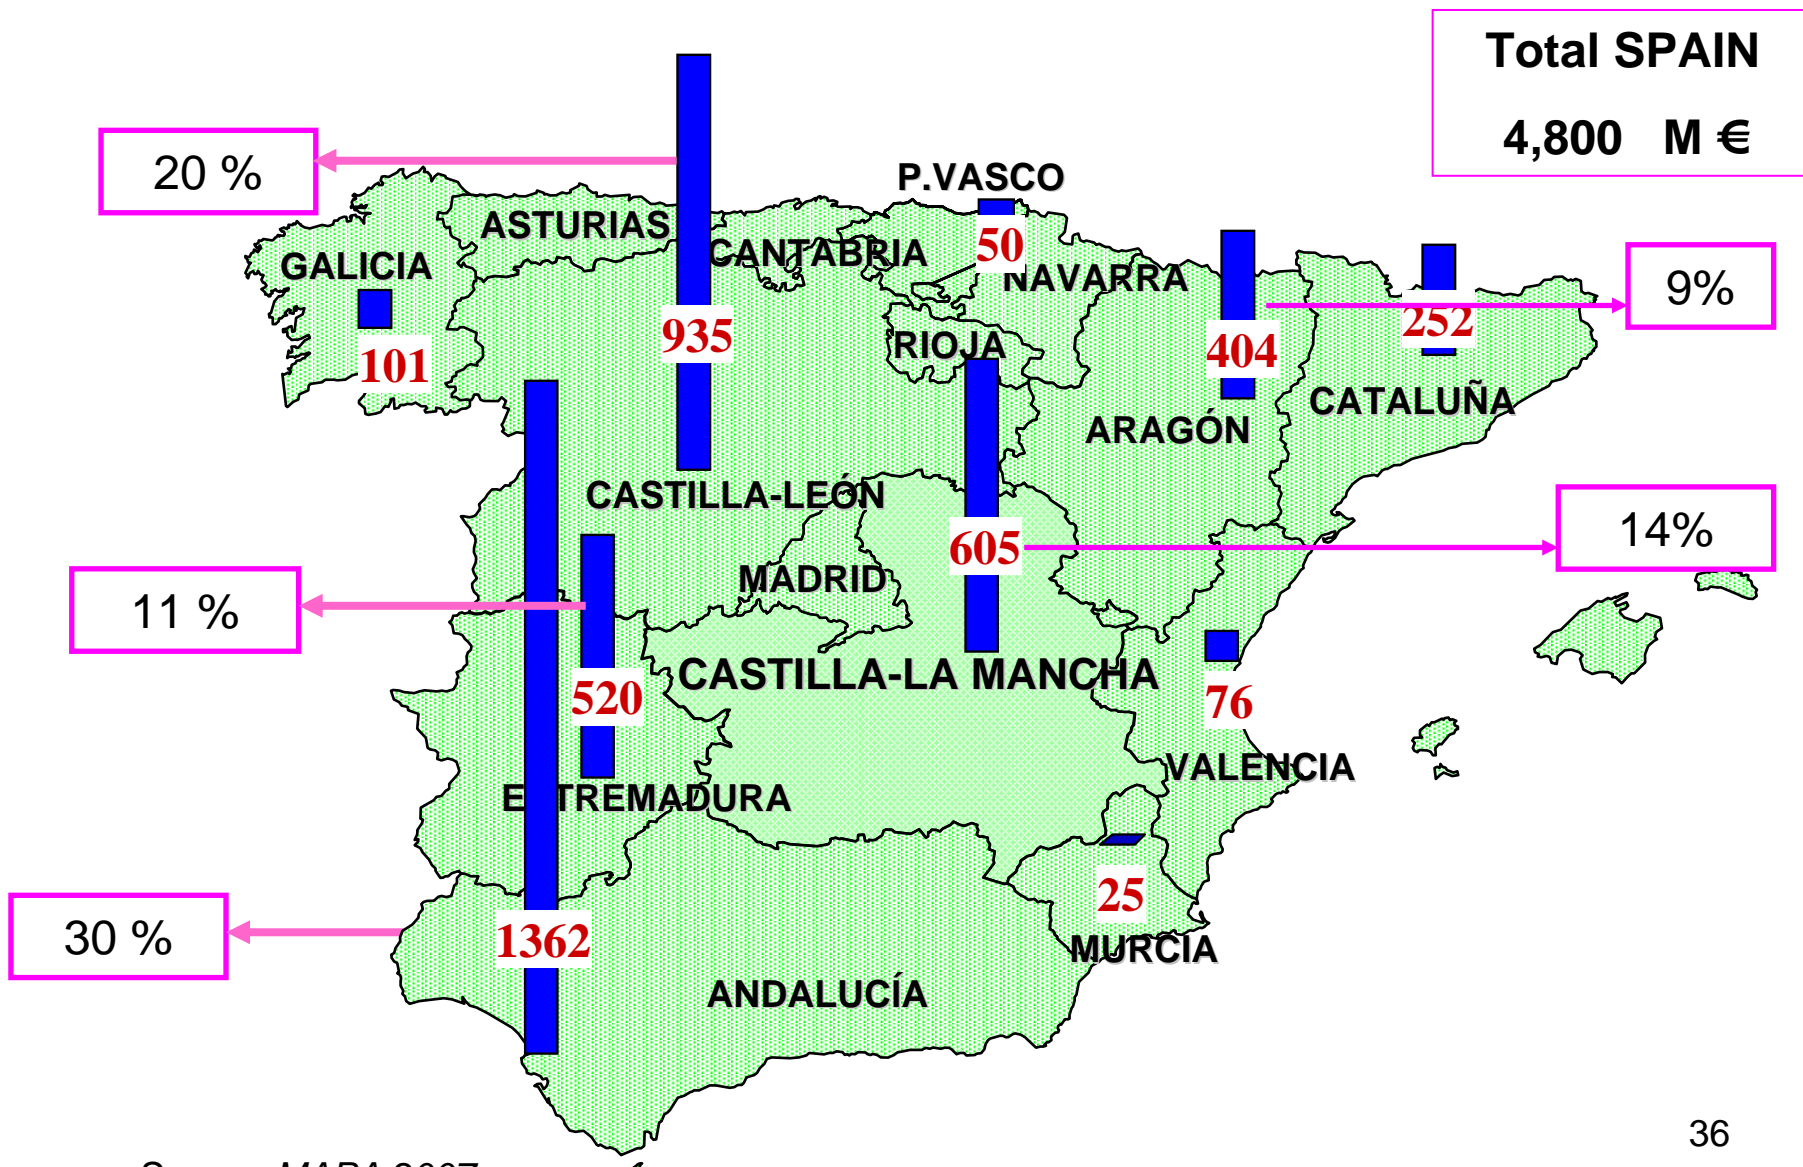 Total SPAIN
4,800 M €
20 %
P.VASCO
ASTURIAS
CANTABRIA
50
GALICIA
NAVARRA
9%
935
RIOJA
404
252
101
CATALUÑA
ARAGÓN
CASTILLA-LEÓN
605
14%
MADRID
11 %
CASTILLA-LA MANCHA
520
76
VALENCIA
EXTREMADURA
25
30 %
1362
MURCIA
ANDALUCÍA
36